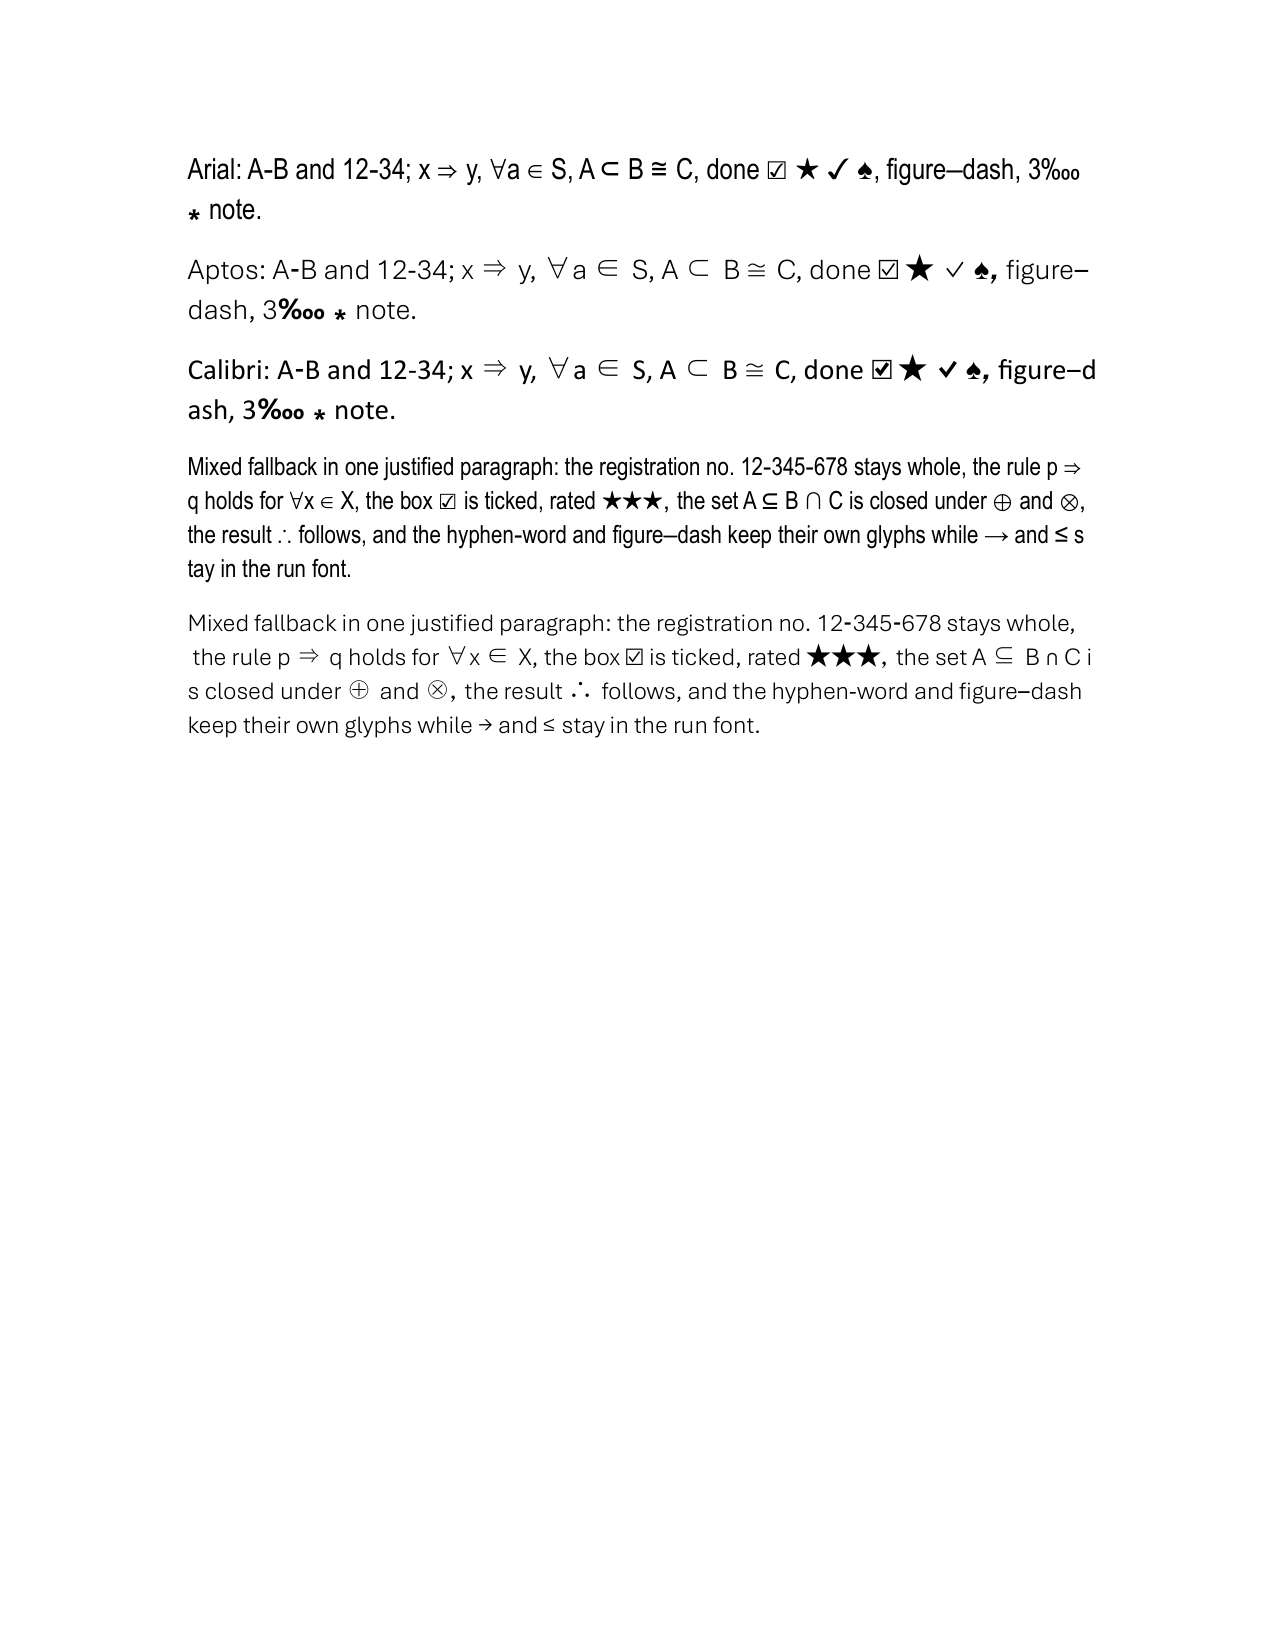 Arial: A‑B and 12‑34; x ⇒ y, ∀a ∈ S, A ⊂ B ≅ C, done ☑ ★ ✓ ♠, figure‒dash, 3‱
⁎ note.
Aptos: A‑B and 12-34; x ⇒ y, ∀a ∈ S, A ⊂ B ≅ C, done ☑ ★ ✓ ♠, figure‒
dash, 3‱ ⁎ note.
Calibri: A‑B and 12-34; x ⇒ y, ∀a ∈ S, A ⊂ B ≅ C, done ☑ ★ ✓ ♠, figure‒d
ash, 3‱ ⁎ note.
Mixed fallback in one justified paragraph: the registration no. 12‑345‑678 stays whole, the rule p ⇒
q holds for ∀x ∈ X, the box ☑ is ticked, rated ★★★, the set A ⊆ B ∩ C is closed under ⊕ and ⊗,
the result ∴ follows, and the hyphen‐word and figure‒dash keep their own glyphs while → and ≤ s
tay in the run font.
Mixed fallback in one justified paragraph: the registration no. 12‑345‑678 stays whole,
the rule p ⇒ q holds for ∀x ∈ X, the box ☑ is ticked, rated ★★★, the set A ⊆ B ∩ C i
s closed under ⊕ and ⊗, the result ∴ follows, and the hyphen‐word and figure‒dash
keep their own glyphs while → and ≤ stay in the run font.